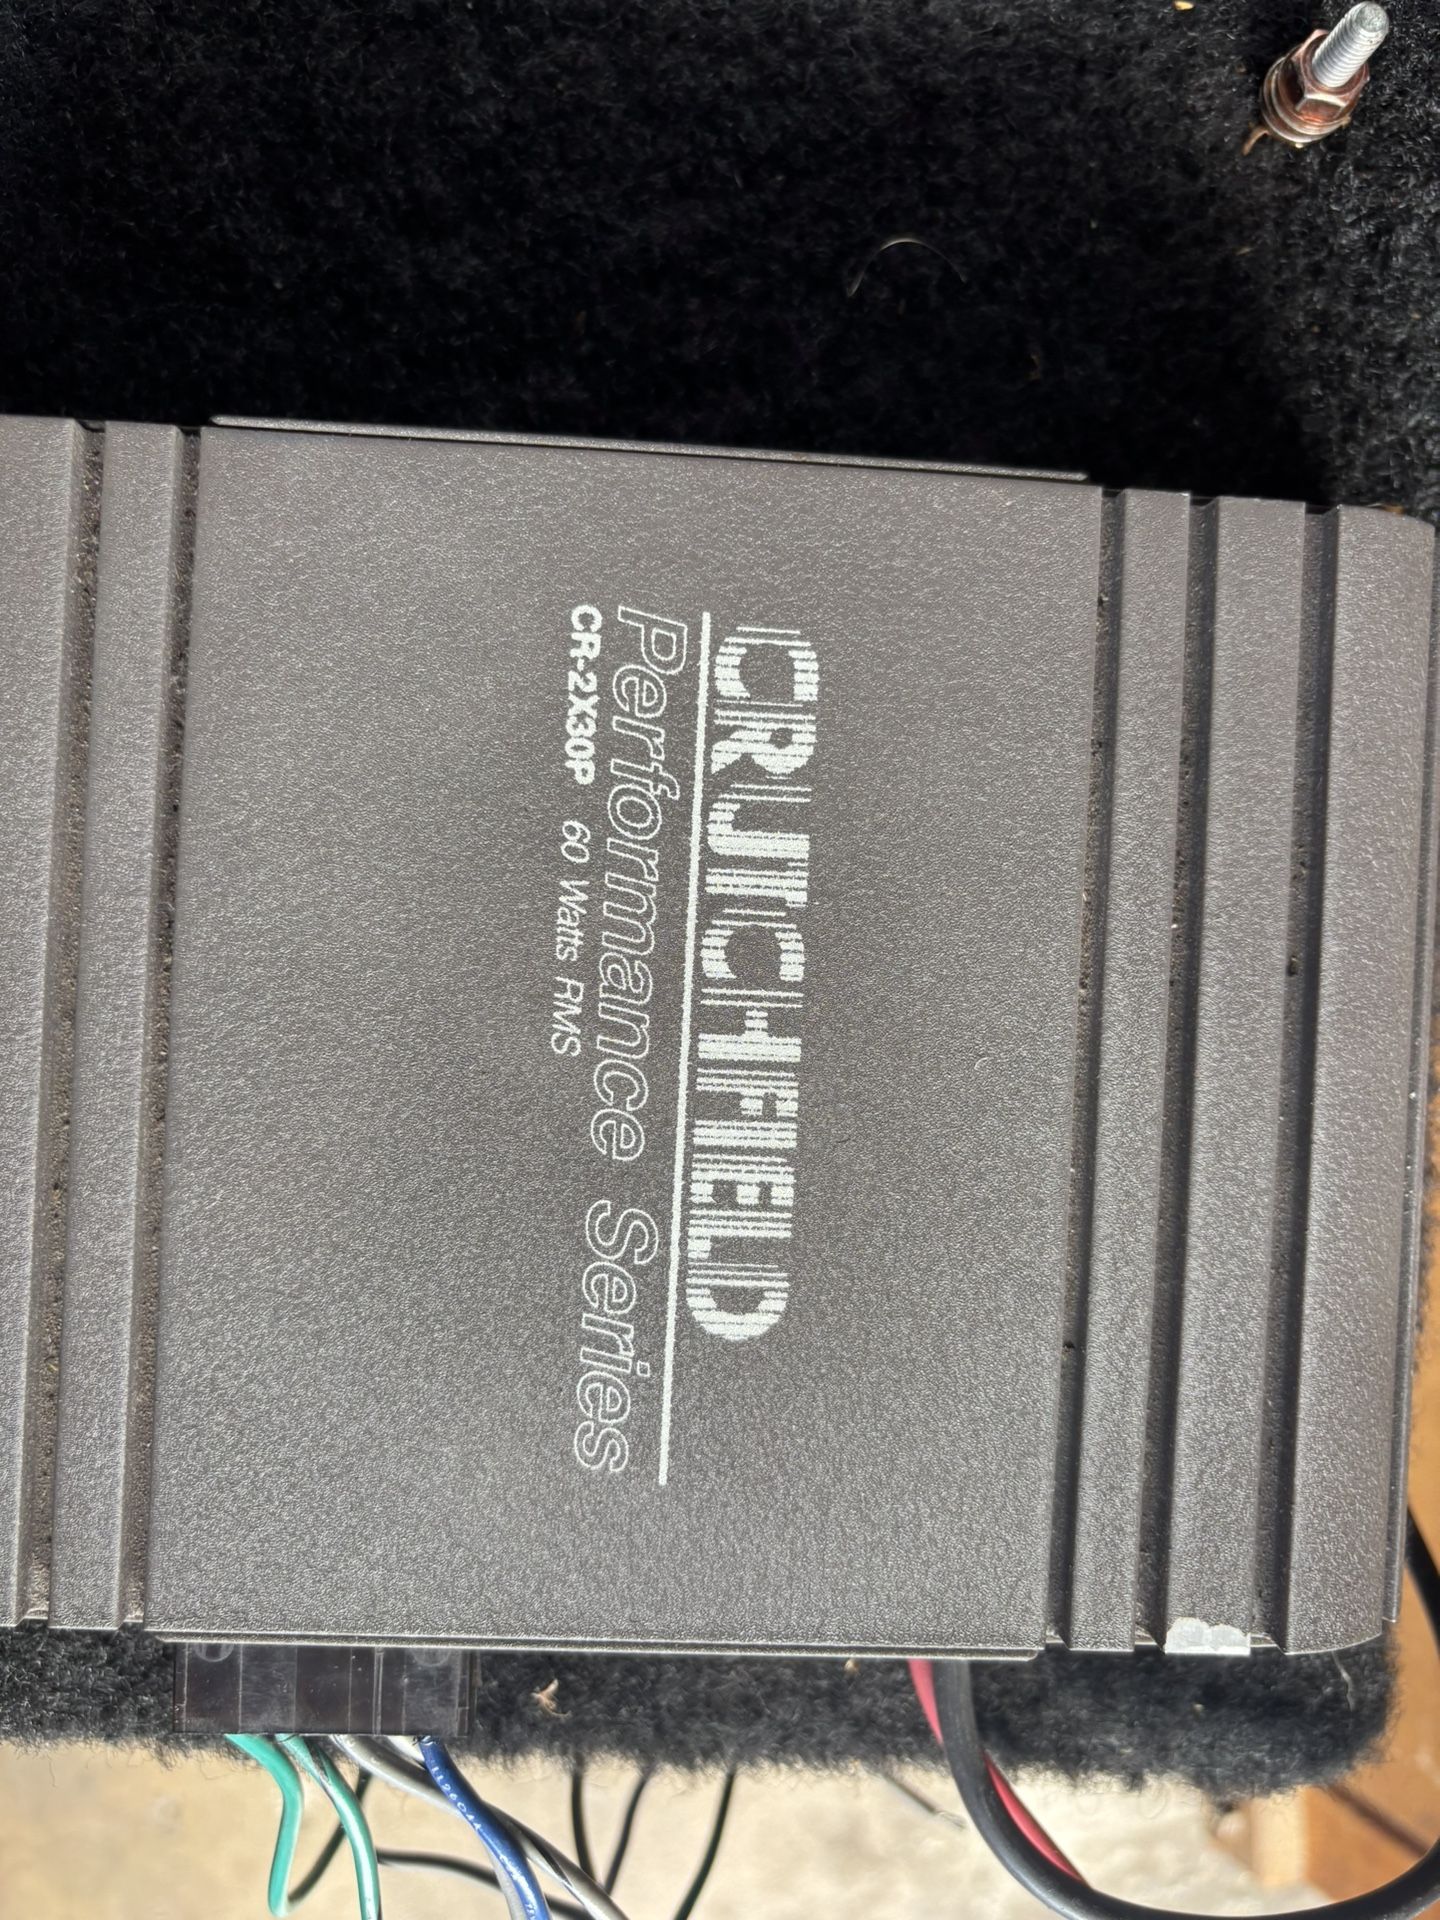 CRUTCHFIELD
Performance Series
CR-2X30P 60 Watts RMS